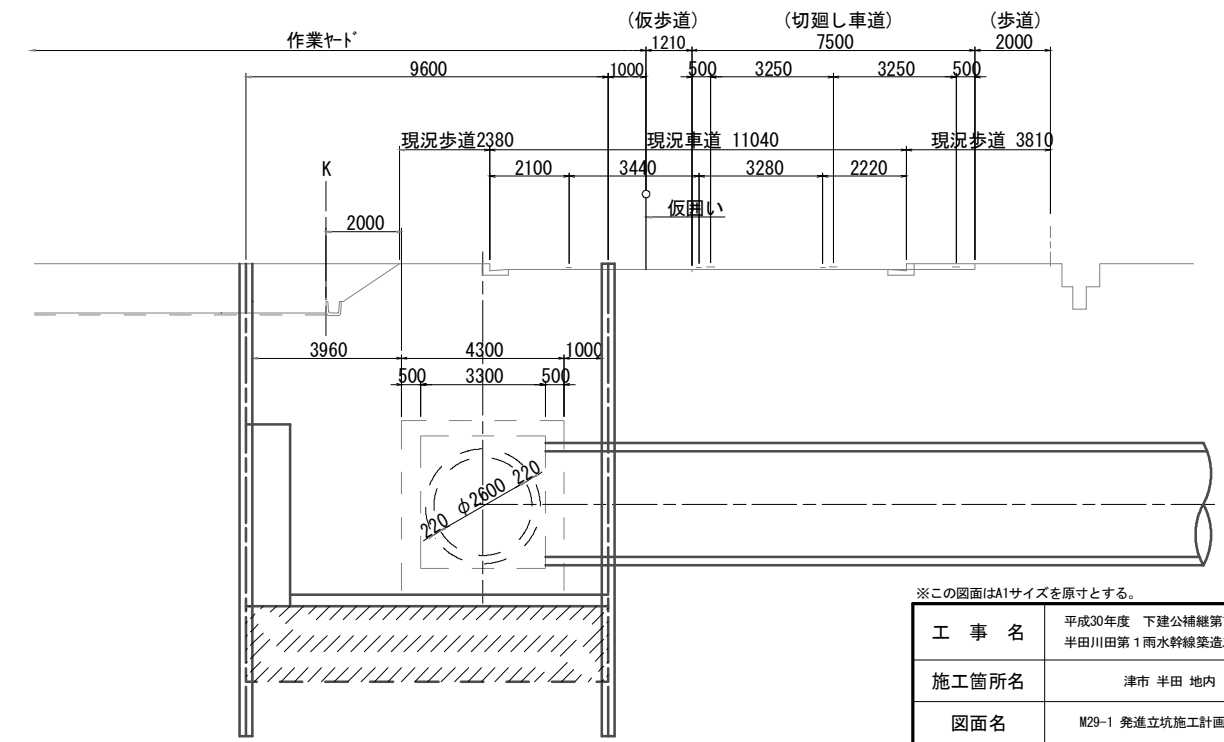 (仮歩道)
(切廻し車道)
(歩道)
作業ヤード
1210
7500
2000
9600
1000
500
3250
3250
500
現況歩道2380
現況車道 11040
現況歩道 3810
K
2100
3440
3280
2220
仮囲い
2000
3960
4300
1000
500
3300
500
220 φ2600 220
※この図面はA1サイズを原寸とする。
工 事 名
平成30年度 下建公補継第
半田川田第1雨水幹線築造
施工箇所名
津市 半田 地内
図面名
M29-1 発進立坑施工計画